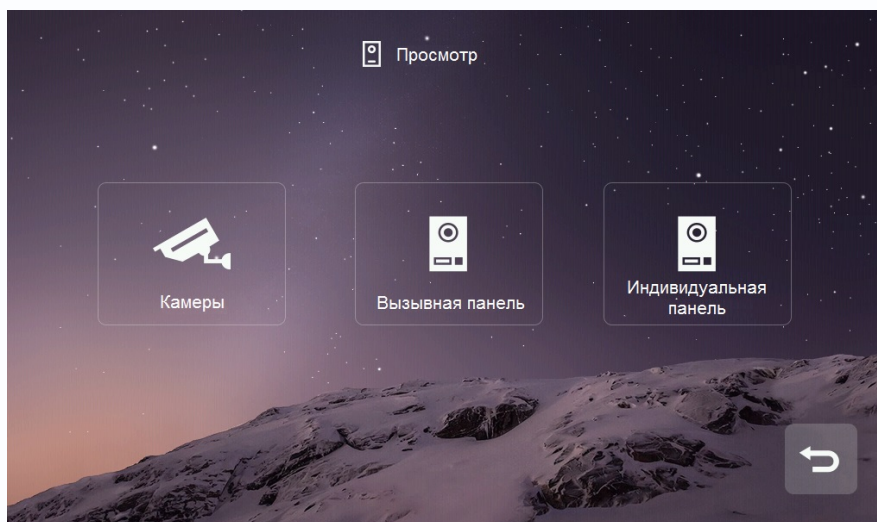 Просмотр
Камеры
Вызывная панель
Индивидуальная
панель